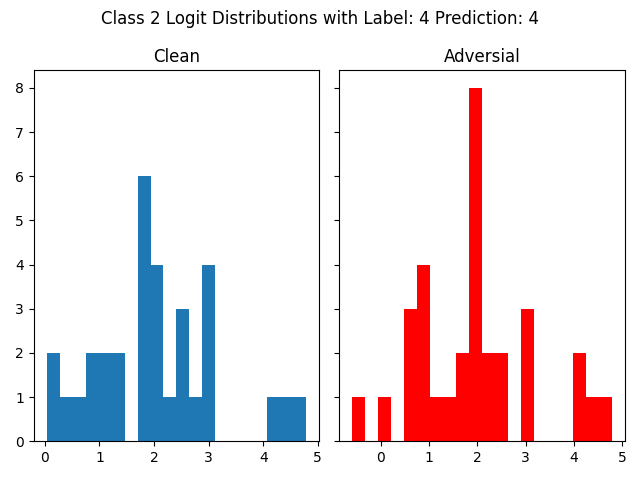 Class 2 Logit Distributions with Label: 4 Prediction: 4
Clean
Adversial
8
7
6
5
4
3
2
1
0
0 1 2 3 4 5
0 1 2 3 4 5